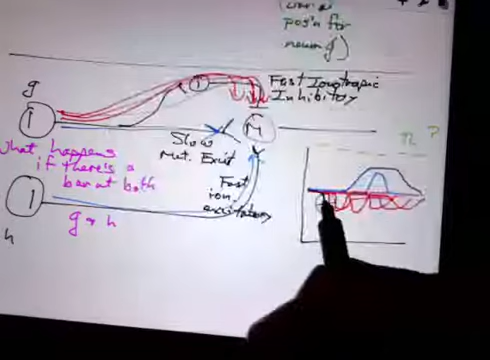 pos'n for
neuron g)
g
Fast Ionotropic
Inhibitory
I
M
Slow
Met. Excit
n ?
What happens
if there's a
bar at both
g & h
Fast
ion.
excitatory
I
h